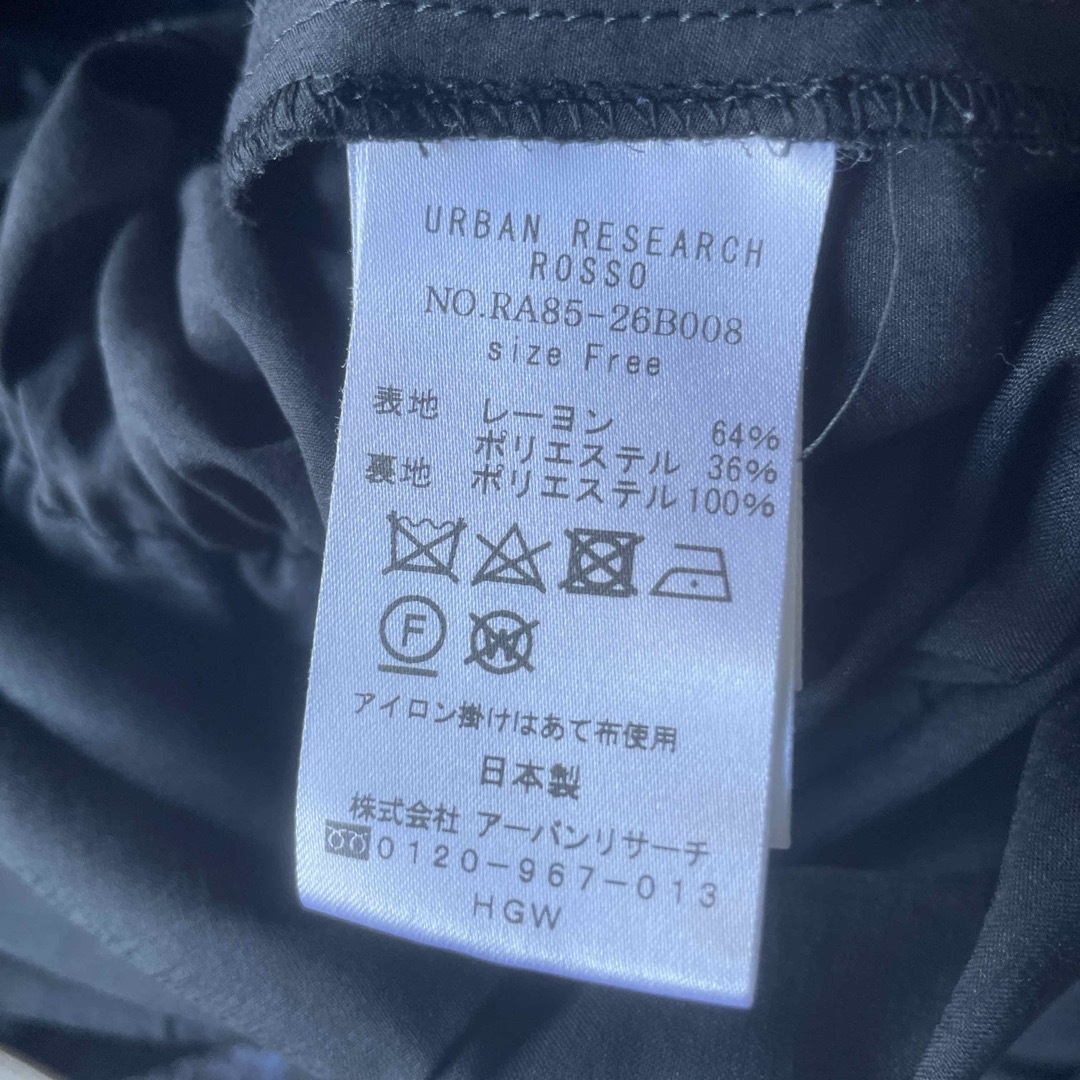 URBAN RESEARCH
ROSSO
NO.RA85-26B008
size Free
表地 レーヨン 64%
ポリエステル 36%
裏地 ポリエステル 100%
F W
アイロン掛けはあて布使用
日本製
株式会社 アーバンリサーチ
0120-967-013
HGW